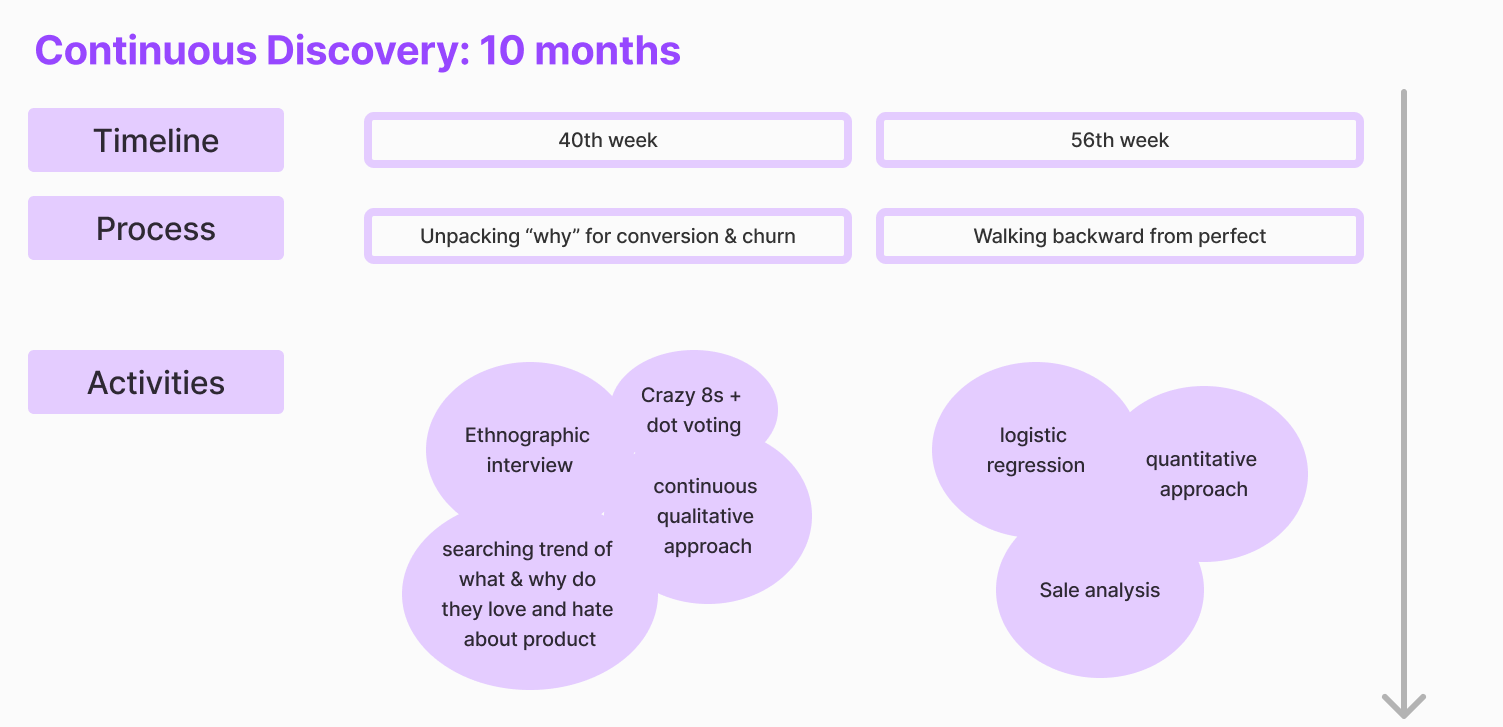 Continuous Discovery: 10 months
Timeline
40th week
56th week
Process
Unpacking “why” for conversion & churn
Walking backward from perfect
Activities
Ethnographic
interview
Crazy 8s +
dot voting
continuous
qualitative
approach
searching trend of
what & why do
they love and hate
about product
logistic
regression
quantitative
approach
Sale analysis